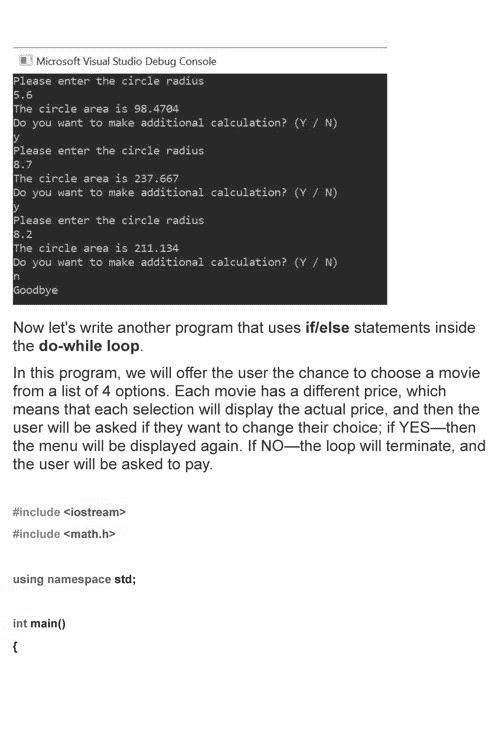 Microsoft Visual Studio Debug Console
Please enter the circle radius
5.6
The circle area is 98.4704
Do you want to make additional calculation? (Y / N)
y
Please enter the circle radius
8.7
The circle area is 237.667
Do you want to make additional calculation? (Y / N)
y
Please enter the circle radius
8.2
The circle area is 211.134
Do you want to make additional calculation? (Y / N)
n
Goodbye
Now let's write another program that uses if/else statements inside
the do-while loop.
In this program, we will offer the user the chance to choose a movie
from a list of 4 options. Each movie has a different price, which
means that each selection will display the actual price, and then the
user will be asked if they want to change their choice; if YES—then
the menu will be displayed again. If NO—the loop will terminate, and
the user will be asked to pay.
#include <iostream>
#include <math.h>
using namespace std;
int main()
{